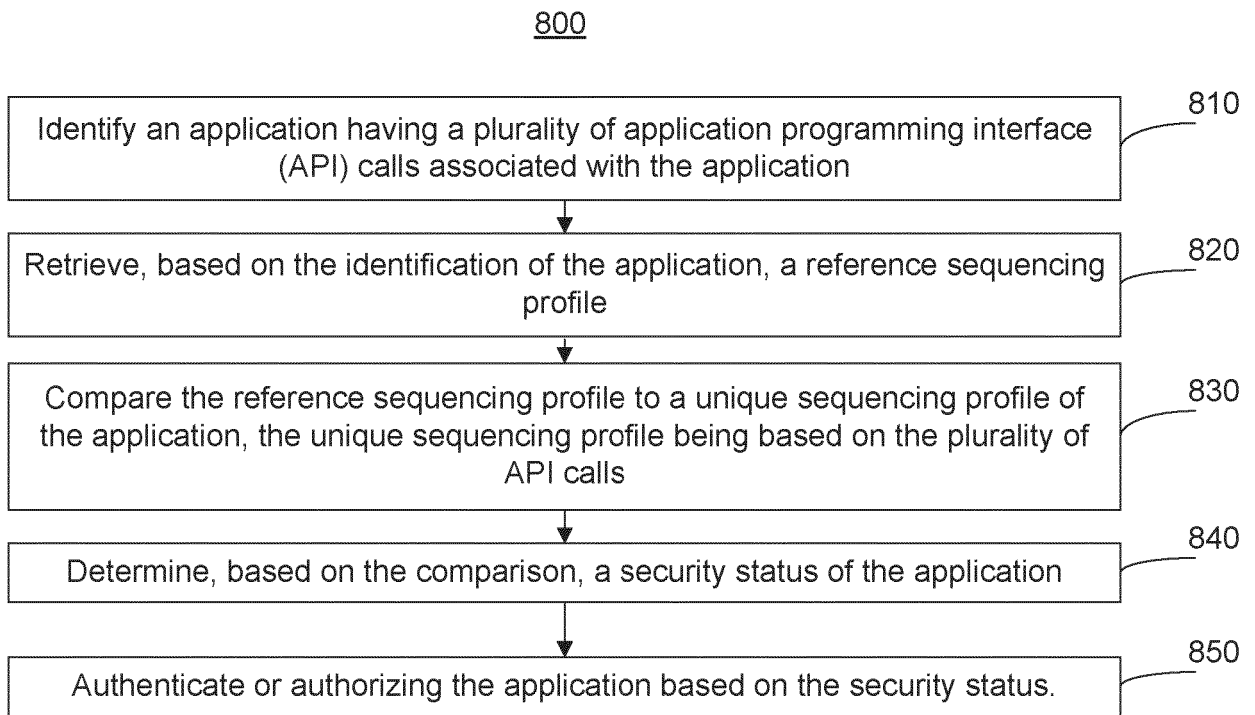 800
810
Identify an application having a plurality of application programming interface
(API) calls associated with the application
820
Retrieve, based on the identification of the application, a reference sequencing
profile
830
Compare the reference sequencing profile to a unique sequencing profile of
the application, the unique sequencing profile being based on the plurality of
API calls
840
Determine, based on the comparison, a security status of the application
850
Authenticate or authorizing the application based on the security status.